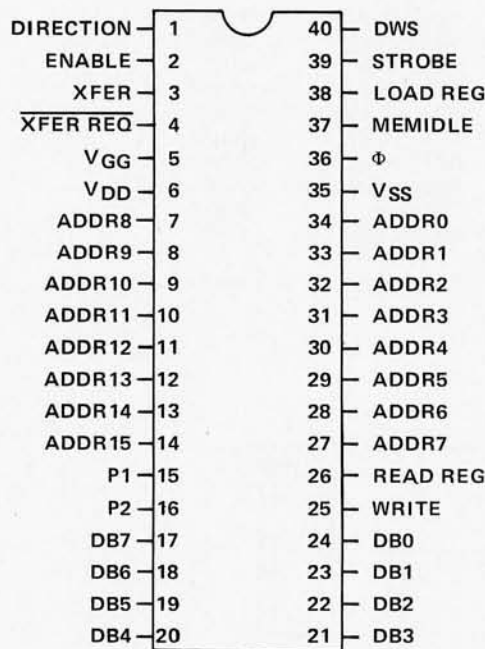 DIRECTION 1 40 DWS
ENABLE 2 39 STROBE
XFER 3 38 LOAD REG
XFER REQ 4 37 MEMIDLE
VGG 5 36 Φ
VDD 6 35 VSS
ADDR8 7 34 ADDR0
ADDR9 8 33 ADDR1
ADDR10 9 32 ADDR2
ADDR11 10 31 ADDR3
ADDR12 11 30 ADDR4
ADDR13 12 29 ADDR5
ADDR14 13 28 ADDR6
ADDR15 14 27 ADDR7
P1 15 26 READ REG
P2 16 25 WRITE
DB7 17 24 DB0
DB6 18 23 DB1
DB5 19 22 DB2
DB4 20 21 DB3